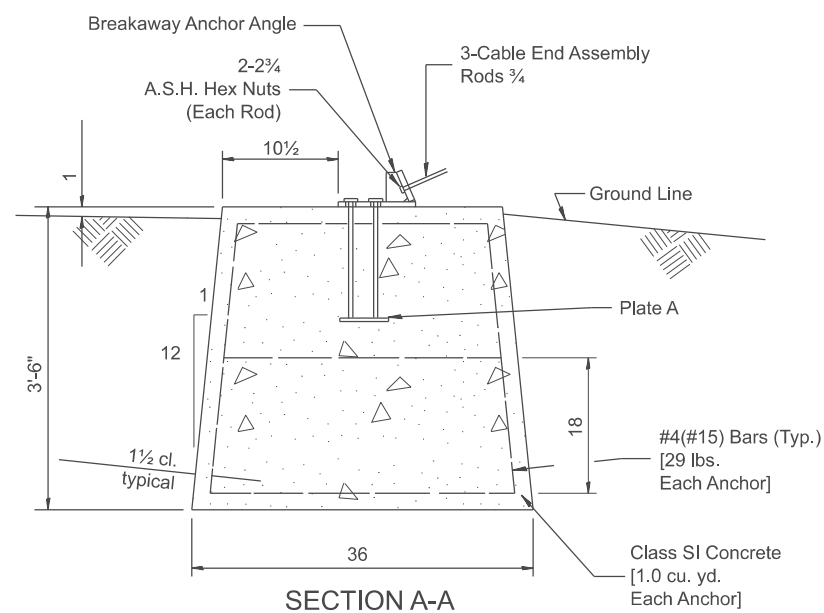 Breakaway Anchor Angle
3-Cable End Assembly
Rods ¾
2-2¾
A.S.H. Hex Nuts
(Each Rod)
10½
1
Ground Line
1
Plate A
12
3'-6"
18
#4(#15) Bars (Typ.)
[29 lbs.
Each Anchor]
1½ cl.
typical
36
Class SI Concrete
[1.0 cu. yd.
Each Anchor]
SECTION A-A